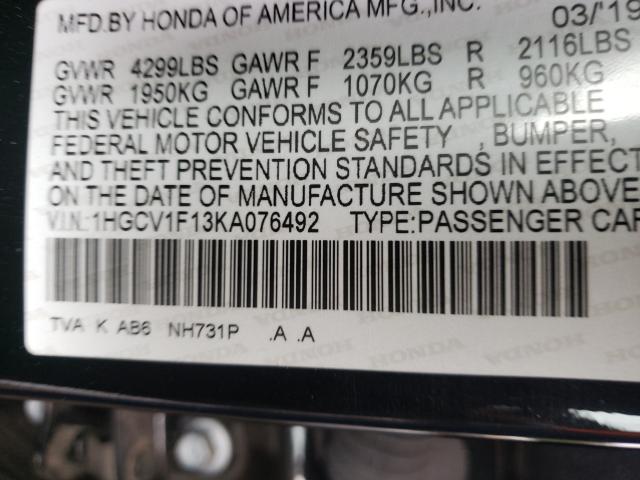 MFD.BY HONDA OF AMERICA MFG.,INC. 03/'19
GVWR 4299LBS GAWR F 2359LBS R 2116LBS
GVWR 1950KG GAWR F 1070KG R 960KG
THIS VEHICLE CONFORMS TO ALL APPLICABLE
FEDERAL MOTOR VEHICLE SAFETY , BUMPER,
AND THEFT PREVENTION STANDARDS IN EFFECT
ON THE DATE OF MANUFACTURE SHOWN ABOVE
V.I.N.:1HGCV1F13KA076492 TYPE:PASSENGER CAR
TVA K AB6 NH731P .A .A